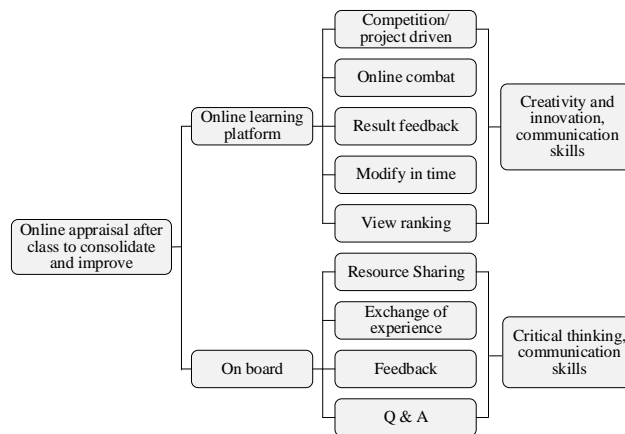 Online appraisal after
class to consolidate
and improve
Online learning
platform
On board
Competition/
project driven
Online combat
Result feedback
Modify in time
View ranking
Resource Sharing
Exchange of
experience
Feedback
Q & A
Creativity and
innovation,
communication
skills
Critical thinking,
communication
skills